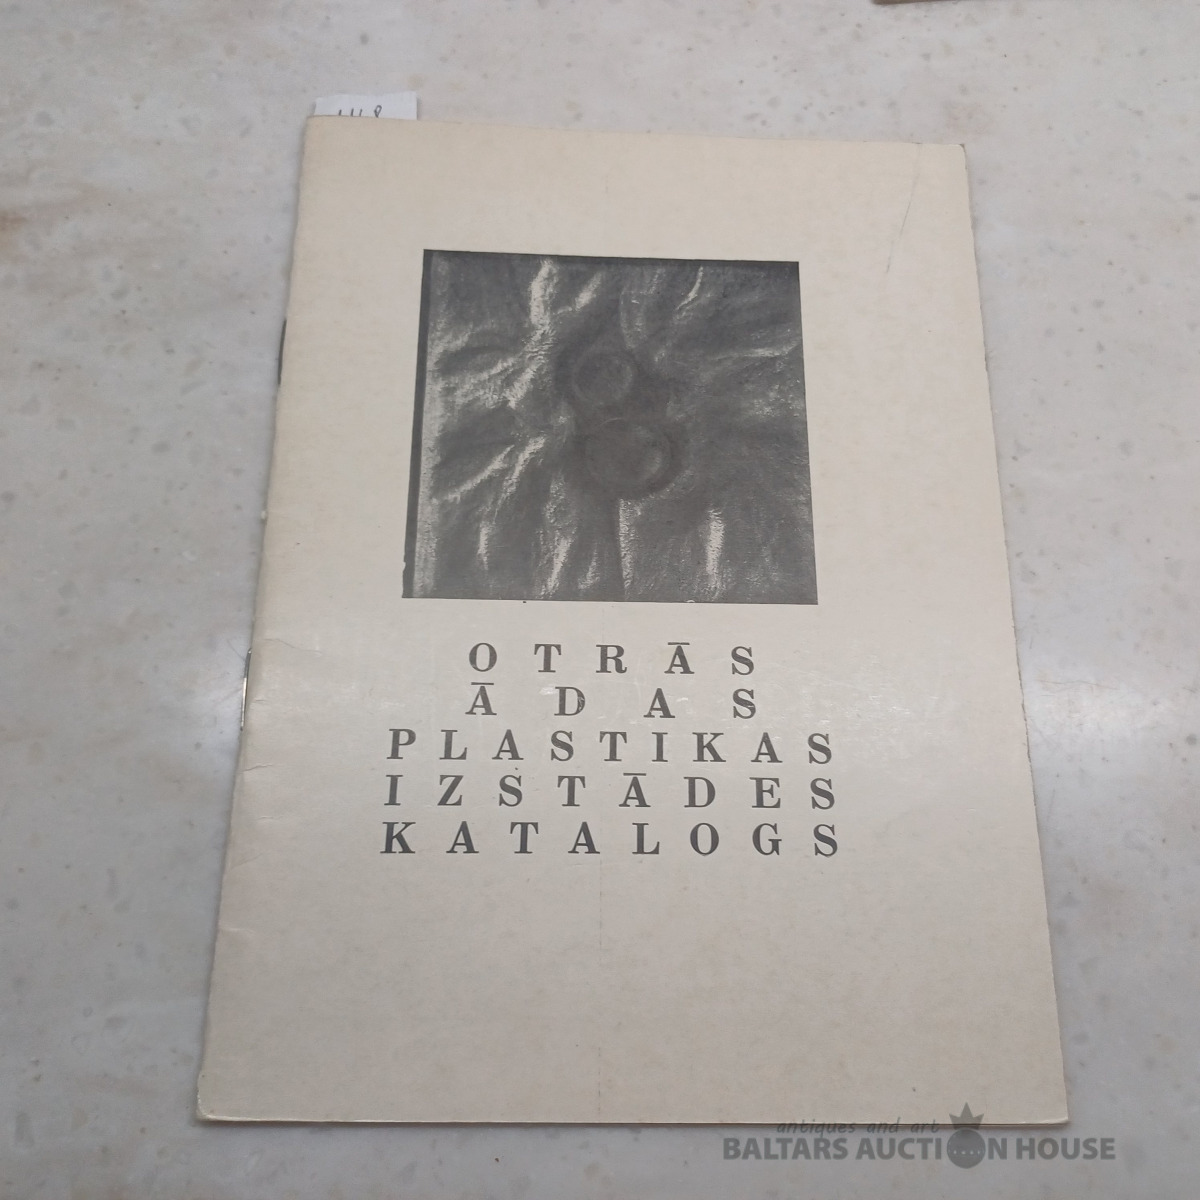 OTRĀS
ĀDAS
PLASTIKAS
IZSTĀDES
KATALOGS
antiques and art
BALTARS AUCTION HOUSE